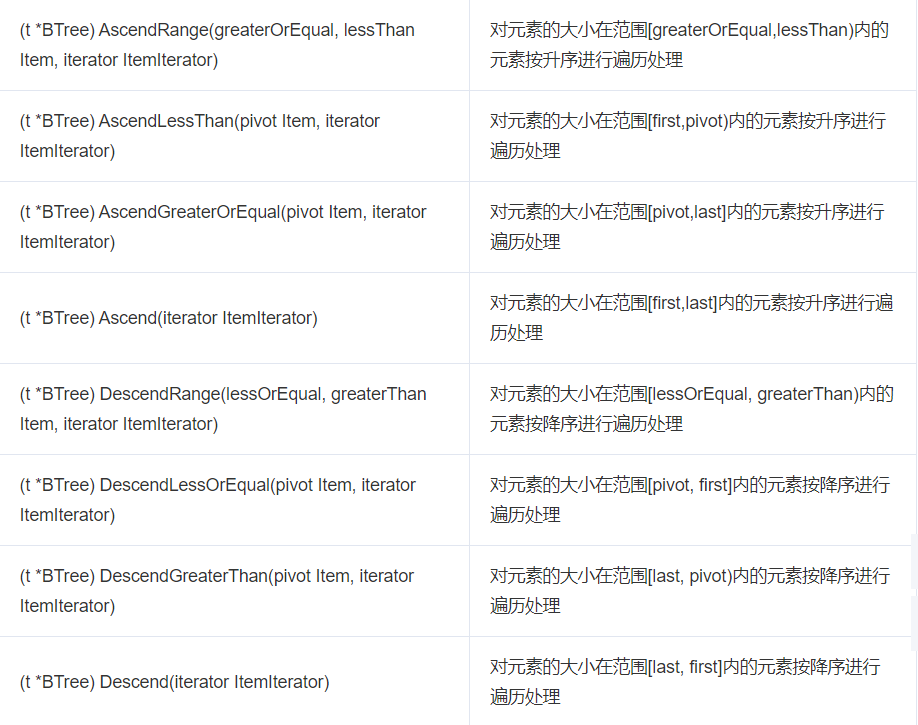 (t *BTree) AscendRange(greaterOrEqual, lessThan
Item, iterator ItemIterator)
对元素的大小在范围[greaterOrEqual,lessThan)内的
元素按升序进行遍历处理
(t *BTree) AscendLessThan(pivot Item, iterator
ItemIterator)
对元素的大小在范围[first,pivot)内的元素按升序进行
遍历处理
(t *BTree) AscendGreaterOrEqual(pivot Item, iterator
ItemIterator)
对元素的大小在范围[pivot,last]内的元素按升序进行
遍历处理
(t *BTree) Ascend(iterator ItemIterator)
对元素的大小在范围[first,last]内的元素按升序进行遍
历处理
(t *BTree) DescendRange(lessOrEqual, greaterThan
Item, iterator ItemIterator)
对元素的大小在范围[lessOrEqual, greaterThan)内的
元素按降序进行遍历处理
(t *BTree) DescendLessOrEqual(pivot Item, iterator
ItemIterator)
对元素的大小在范围[pivot, first]内的元素按降序进行
遍历处理
(t *BTree) DescendGreaterThan(pivot Item, iterator
ItemIterator)
对元素的大小在范围[last, pivot)内的元素按降序进行
遍历处理
(t *BTree) Descend(iterator ItemIterator)
对元素的大小在范围[last, first]内的元素按降序进行
遍历处理